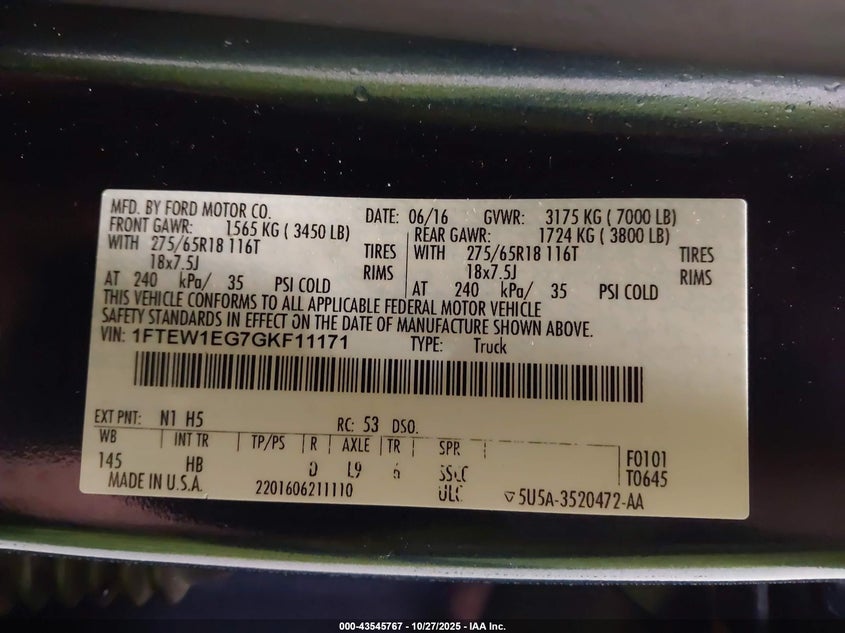 MFD. BY FORD MOTOR CO. DATE: 06/16 GVWR: 3175 KG ( 7000 LB)
FRONT GAWR: 1565 KG ( 3450 LB) REAR GAWR: 1724 KG ( 3800 LB)
WITH 275/65R18 116T TIRES WITH 275/65R18 116T TIRES
18x7.5J RIMS 18x7.5J RIMS
AT 240 kPa/ 35 PSI COLD AT 240 kPa/ 35 PSI COLD
THIS VEHICLE CONFORMS TO ALL APPLICABLE FEDERAL MOTOR VEHICLE
SAFETY STANDARDS IN EFFECT ON THE DATE OF MANUFACTURE SHOWN ABOVE.
VIN: 1FTEW1EG7GKF11171 TYPE: Truck
EXT PNT: N1 H5 RC: 53 DSO.
WB INT TR TP/PS R AXLE TR SPR
145 HB L9 6 F0101
T0645
MADE IN U.S.A. 2201606211110 5U5A-3520472-AA
000-43545767 - 10/27/2025 - IAA Inc.